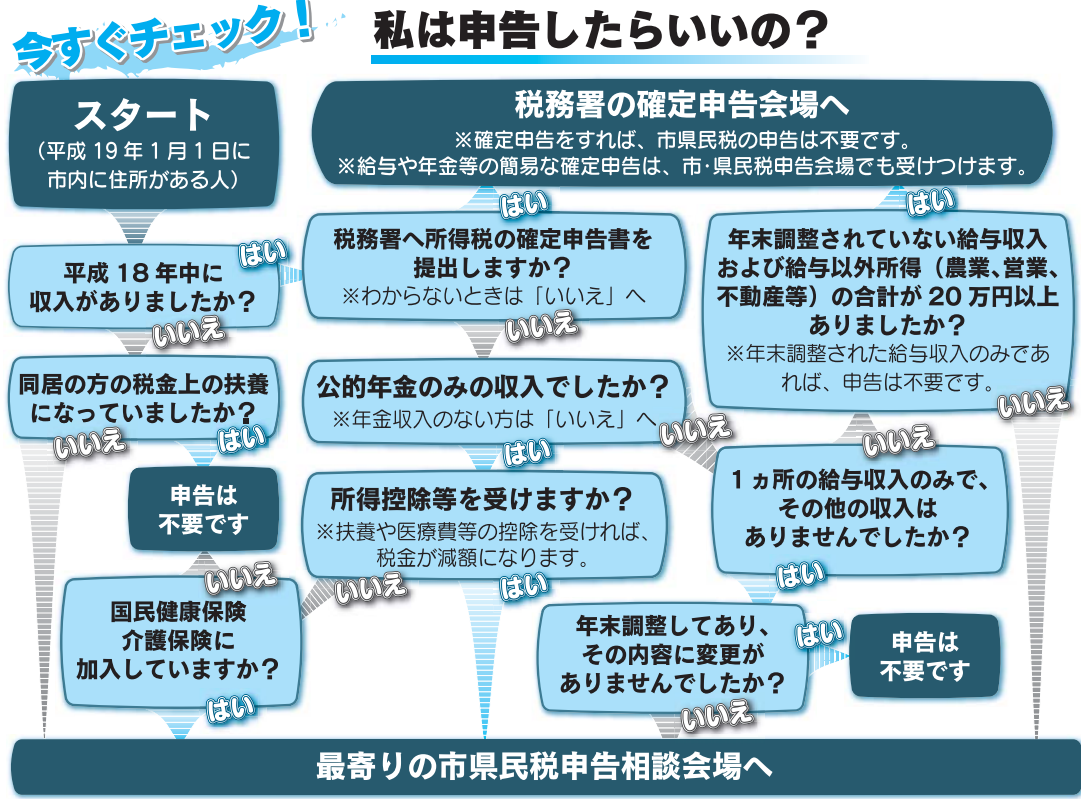 今すぐチェック！
私は申告したらいいの？
スタート
（平成 19 年 1 月 1 日に
市内に住所がある人）
税務署の確定申告会場へ
※確定申告をすれば、市県民税の申告は不要です。
※給与や年金等の簡易な確定申告は、市・県民税申告会場でも受けつけます。
はい
はい
はい
平成 18 年中に
収入がありましたか？
いいえ
税務署へ所得税の確定申告書を
提出しますか？
※わからないときは「いいえ」へ
いいえ
年末調整されていない給与収入
および給与以外所得（農業、営業、
不動産等）の合計が 20 万円以上
ありましたか？
※年末調整された給与収入のみであ
れば、申告は不要です。
いいえ
いいえ
同居の方の税金上の扶養
になっていましたか？
いいえ
はい
公的年金のみの収入でしたか？
※年金収入のない方は「いいえ」へ
いいえ
はい
申告は
不要です
所得控除等を受けますか？
※扶養や医療費等の控除を受ければ、
税金が減額になります。
いいえ
はい
1 ヵ所の給与収入のみで、
その他の収入は
ありませんでしたか？
はい
いいえ
国民健康保険
介護保険に
加入していますか？
はい
年末調整してあり、
その内容に変更が
ありませんでしたか？
はい
いいえ
申告は
不要です
最寄りの市県民税申告相談会場へ